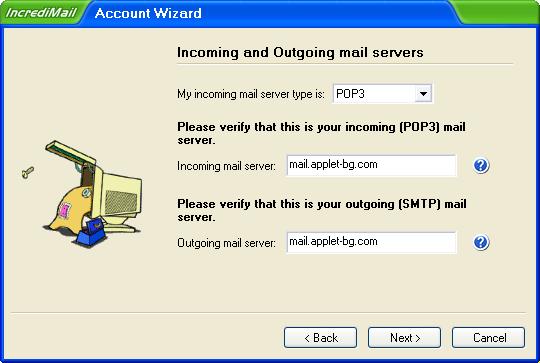 IncrediMail Account Wizard
Incoming and Outgoing mail servers
My incoming mail server type is: POP3
Please verify that this is your incoming (POP3) mail
server.
Incoming mail server: mail.applet-bg.com
Please verify that this is your outgoing (SMTP) mail
server.
Outgoing mail server: mail.applet-bg.com
< Back Next > Cancel